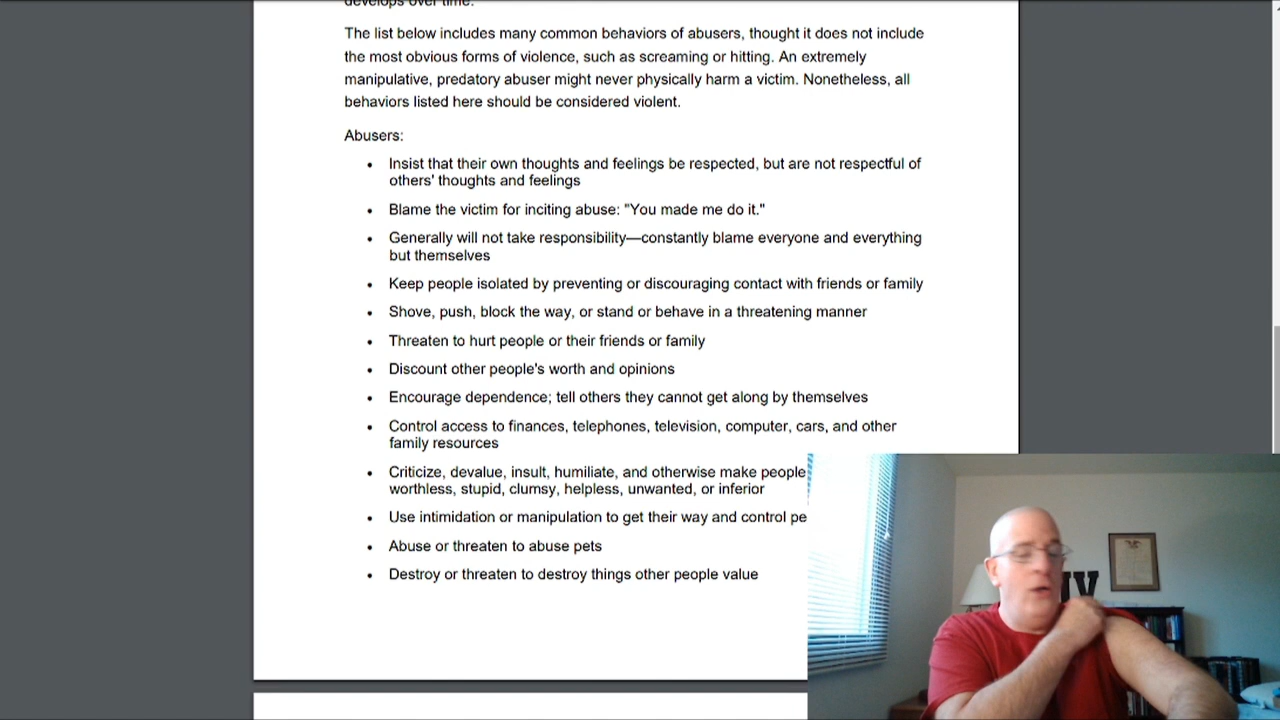 develops over time.
The list below includes many common behaviors of abusers, thought it does not include
the most obvious forms of violence, such as screaming or hitting. An extremely
manipulative, predatory abuser might never physically harm a victim. Nonetheless, all
behaviors listed here should be considered violent.
Abusers:
• Insist that their own thoughts and feelings be respected, but are not respectful of
others' thoughts and feelings
• Blame the victim for inciting abuse: "You made me do it."
• Generally will not take responsibility—constantly blame everyone and everything
but themselves
• Keep people isolated by preventing or discouraging contact with friends or family
• Shove, push, block the way, or stand or behave in a threatening manner
• Threaten to hurt people or their friends or family
• Discount other people's worth and opinions
• Encourage dependence; tell others they cannot get along by themselves
• Control access to finances, telephones, television, computer, cars, and other
family resources
• Criticize, devalue, insult, humiliate, and otherwise make people
worthless, stupid, clumsy, helpless, unwanted, or inferior
• Use intimidation or manipulation to get their way and control pe
• Abuse or threaten to abuse pets
• Destroy or threaten to destroy things other people value